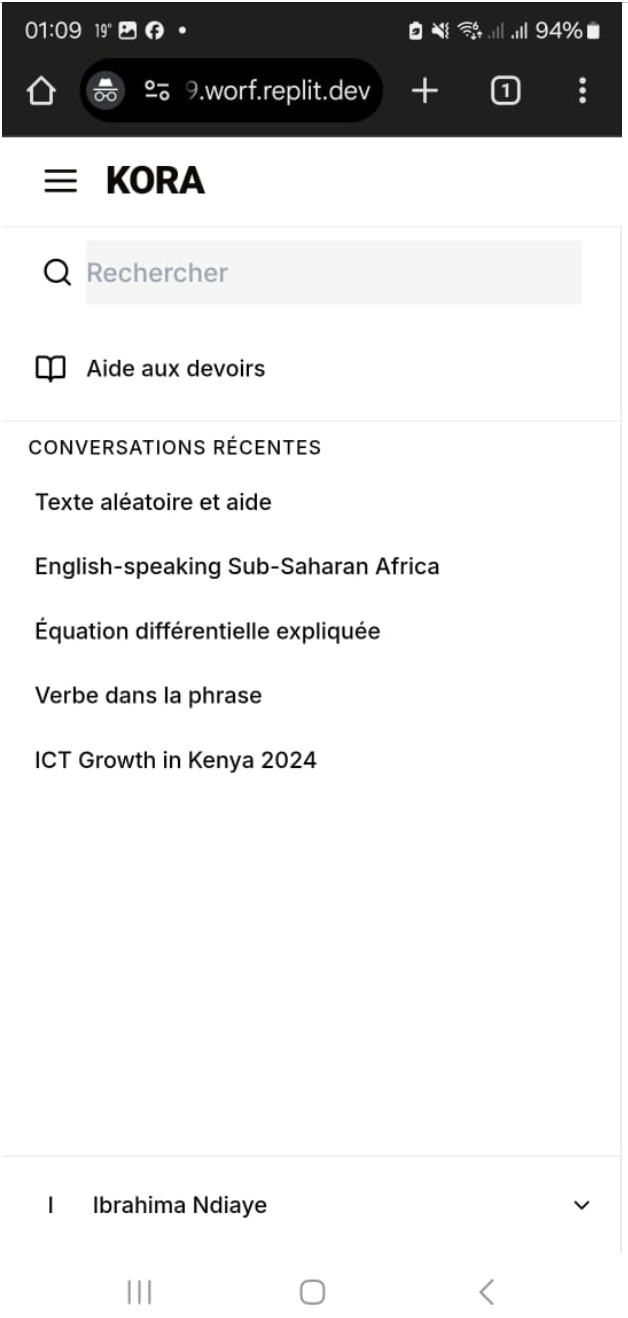 01:09 19° 94%
9.worf.replit.dev 1
KORA
Rechercher
Aide aux devoirs
CONVERSATIONS RÉCENTES
Texte aléatoire et aide
English-speaking Sub-Saharan Africa
Équation différentielle expliquée
Verbe dans la phrase
ICT Growth in Kenya 2024
I Ibrahima Ndiaye